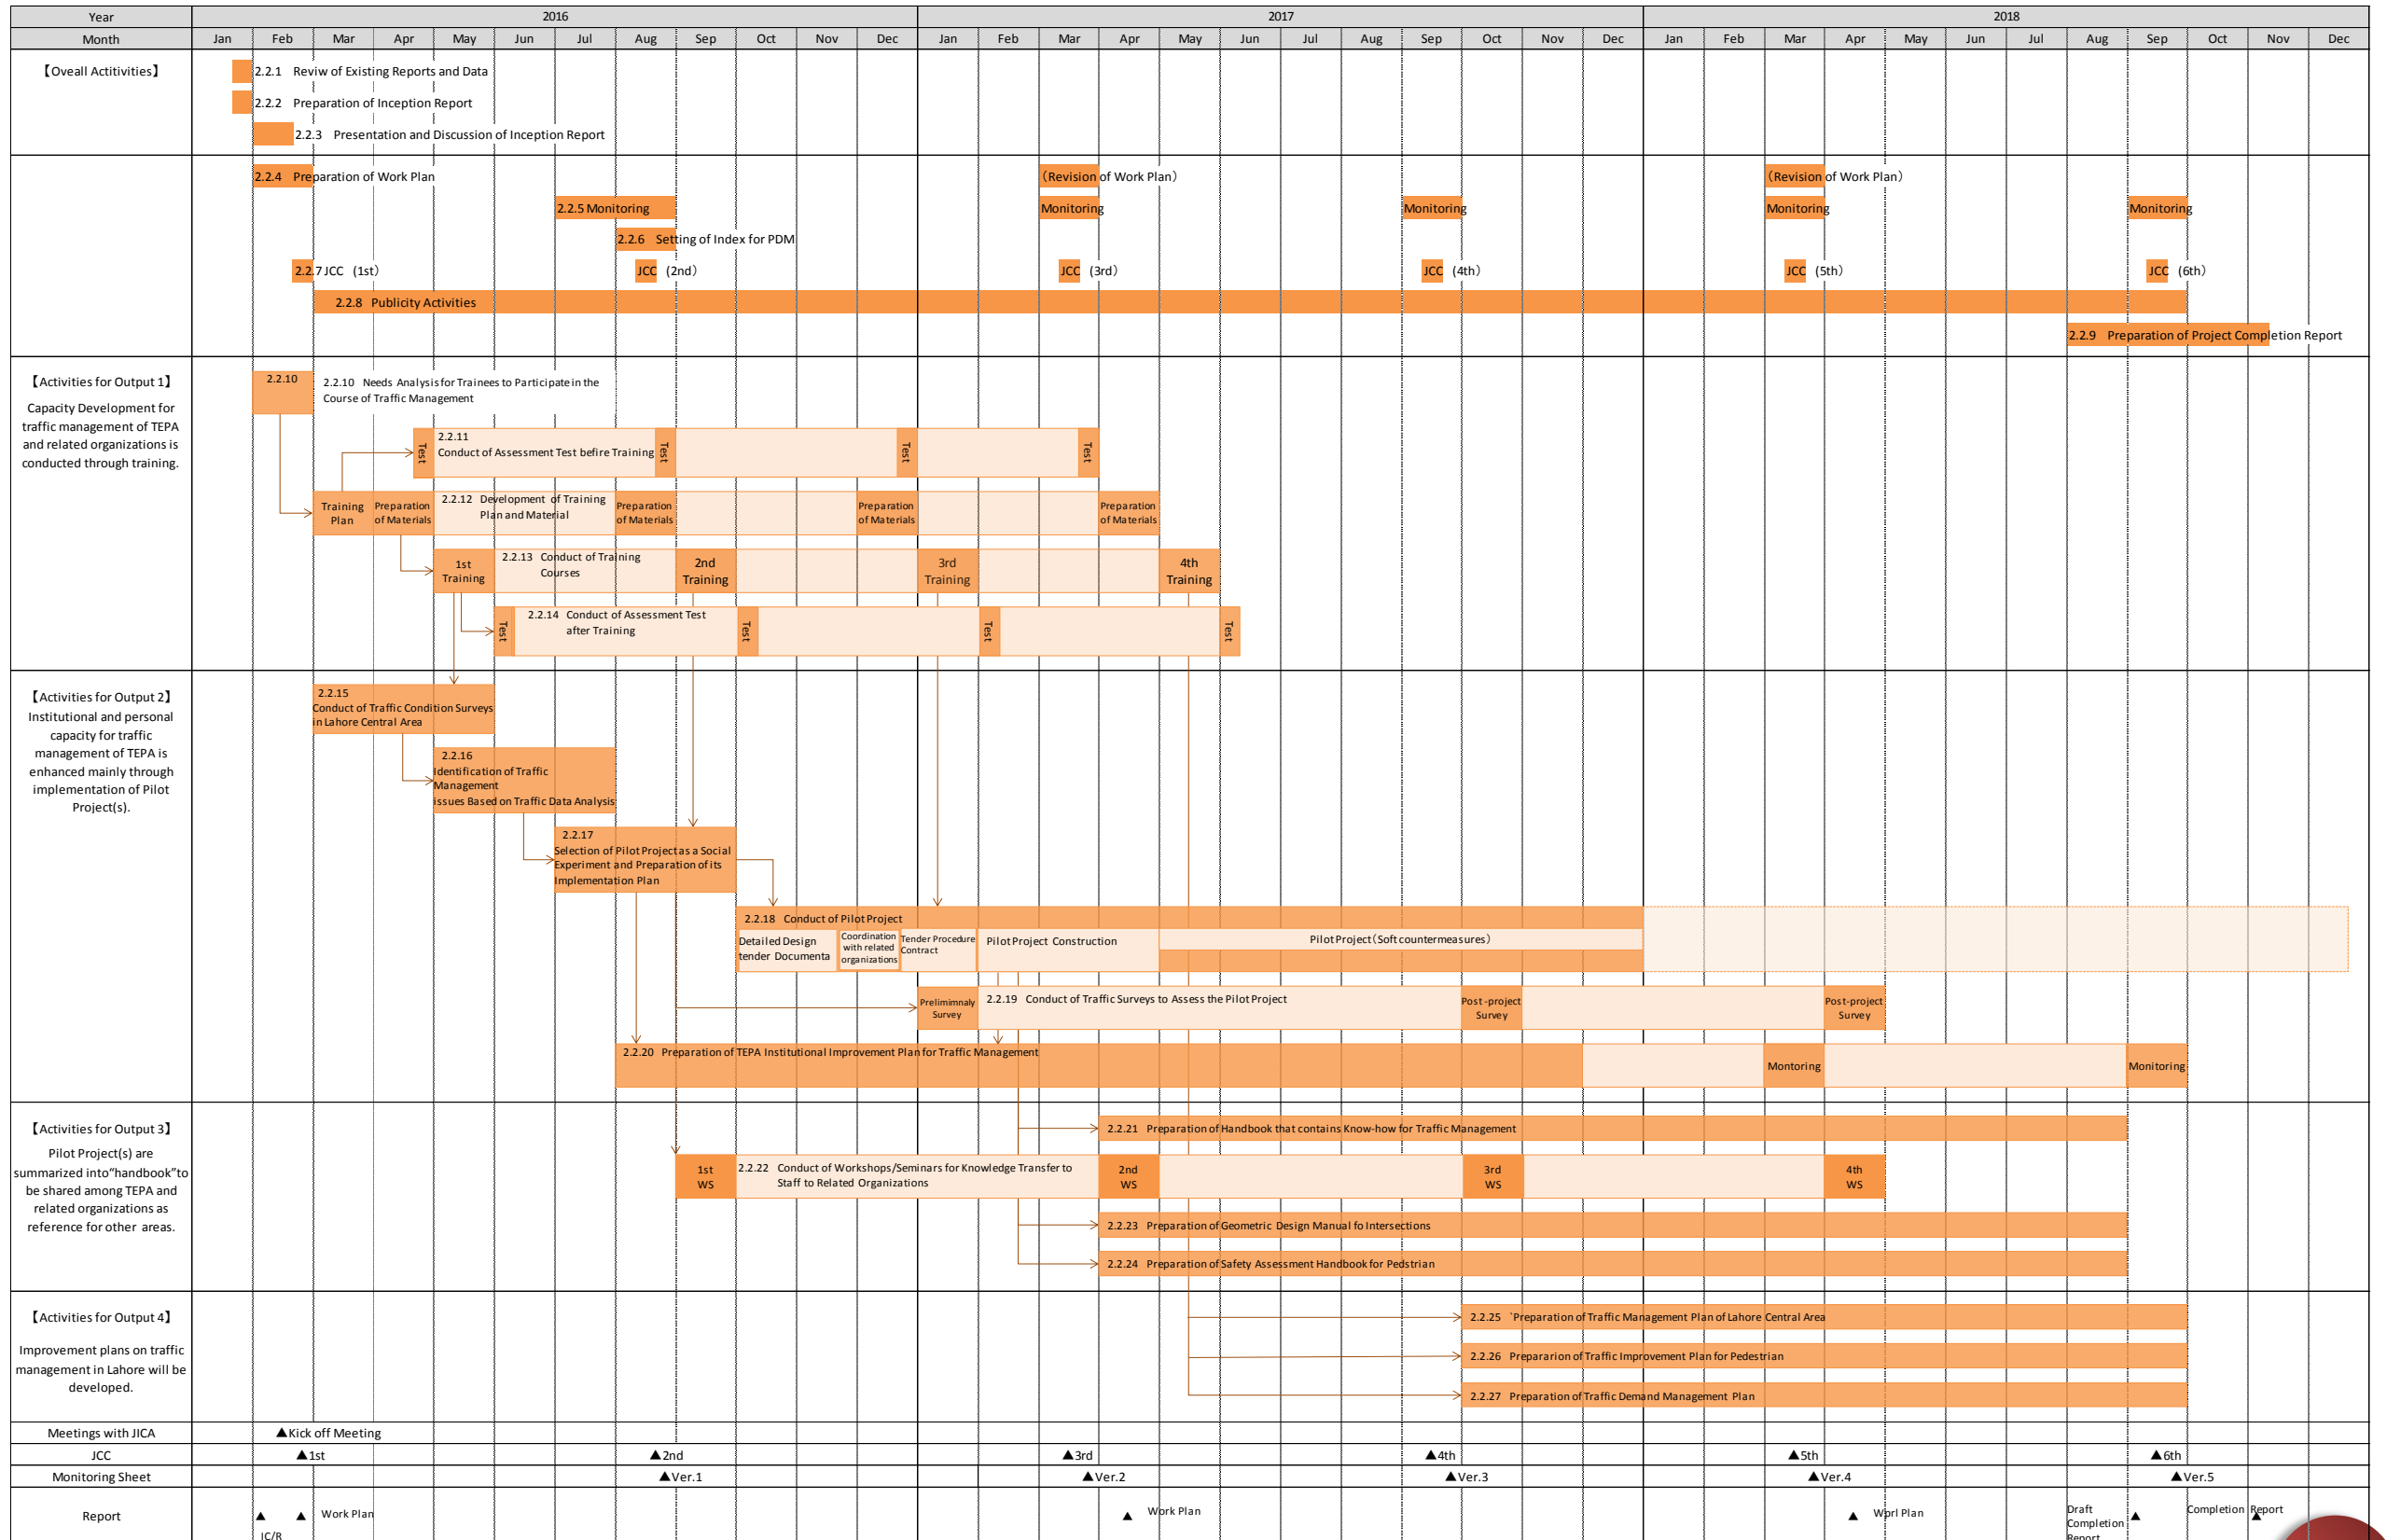 Year 2016 2017 2018
Month Jan Feb Mar Apr May Jun Jul Aug Sep Oct Nov Dec Jan Feb Mar Apr May Jun Jul Aug Sep Oct Nov Dec Jan Feb Mar Apr May Jun Jul Aug Sep Oct Nov Dec
【Oveall Actitivities】
2.2.1 Reviw of Existing Reports and Data
2.2.2 Preparation of Inception Report
2.2.3 Presentation and Discussion of Inception Report
2.2.4 Preparation of Work Plan (Revision of Work Plan) (Revision of Work Plan)
2.2.5 Monitoring Monitoring Monitoring Monitoring Monitoring
2.2.6 Setting of Index for PDM
2.2.7 JCC (1st) JCC (2nd) JCC (3rd) JCC (4th) JCC (5th) JCC (6th)
2.2.8 Publicity Activities
2.2.9 Preparation of Project Completion Report
【Activities for Output 1】
Capacity Development for
traffic management of TEPA
and related organizations is
conducted through training.
2.2.10
2.2.10 Needs Analysis for Trainees to Participate in the
Course of Traffic Management
Test
2.2.11
Conduct of Assessment Test befire Training
Test
Test
Test
Training
Plan
Preparation
of Materials
2.2.12 Development of Training
Plan and Material
Preparation
of Materials
Preparation
of Materials
Preparation
of Materials
1st
Training
2.2.13 Conduct of Training
Courses
2nd
Training
3rd
Training
4th
Training
Test
2.2.14 Conduct of Assessment Test
after Training
Test
Test
Test
【Activities for Output 2】
Institutional and personal
capacity for traffic
management of TEPA is
enhanced mainly through
implementation of Pilot
Project(s).
2.2.15
Conduct of Traffic Condition Surveys
in Lahore Central Area
2.2.16
Identification of Traffic
Management
issues Based on Traffic Data Analysis
2.2.17
Selection of Pilot Project as a Social
Experiment and Preparation of its
Implementation Plan
2.2.18 Conduct of Pilot Project
Detailed Design
tender Documenta
Coordination
with related
organizations
Tender Procedure
Contract
Pilot Project Construction
Pilot Project (Soft countermeasures)
Prelimimnaly
Survey
2.2.19 Conduct of Traffic Surveys to Assess the Pilot Project
Post -project
Survey
Post-project
Survey
2.2.20 Preparation of TEPA Institutional Improvement Plan for Traffic Management
Montoring
Monitoring
【Activities for Output 3】
Pilot Project(s) are
summarized into“handbook”to
be shared among TEPA and
related organizations as
reference for other areas.
2.2.21 Preparation of Handbook that contains Know-how for Traffic Management
1st
WS
2.2.22 Conduct of Workshops/Seminars for Knowledge Transfer to
Staff to Related Organizations
2nd
WS
3rd
WS
4th
WS
2.2.23 Preparation of Geometric Design Manual fo Intersections
2.2.24 Preparation of Safety Assessment Handbook for Pedstrian
【Activities for Output 4】
Improvement plans on traffic
management in Lahore will be
developed.
2.2.25 `Preparation of Traffic Management Plan of Lahore Central Area
2.2.26 Prepararion of Traffic Improvement Plan for Pedestrian
2.2.27 Preparation of Traffic Demand Management Plan
Meetings with JICA ▲Kick off Meeting
JCC ▲1st ▲2nd ▲3rd ▲4th ▲5th ▲6th
Monitoring Sheet ▲Ver.1 ▲Ver.2 ▲Ver.3 ▲Ver.4 ▲Ver.5
Report ▲ ▲ Work Plan ▲ Work Plan ▲ Worl Plan
IC/R
Draft
Completion ▲
Report
Completion Report
▲